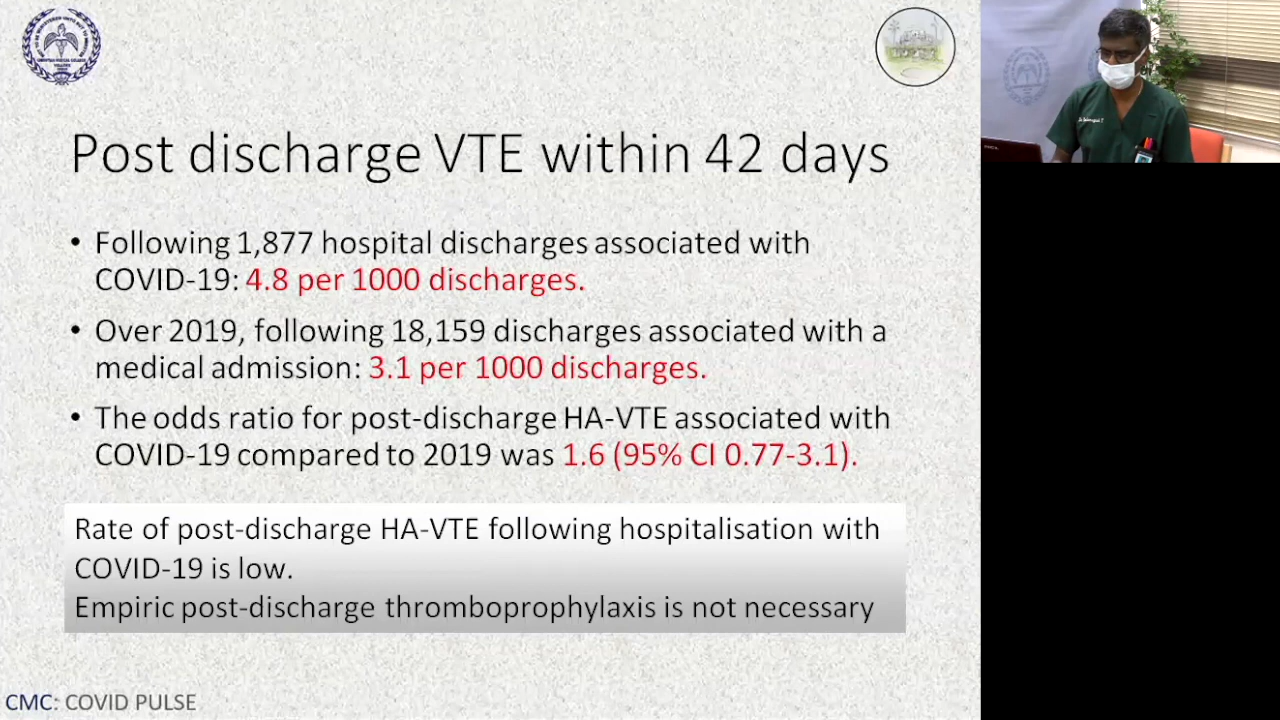 Post discharge VTE within 42 days
• Following 1,877 hospital discharges associated with
COVID-19: 4.8 per 1000 discharges.
• Over 2019, following 18,159 discharges associated with a
medical admission: 3.1 per 1000 discharges.
• The odds ratio for post-discharge HA-VTE associated with
COVID-19 compared to 2019 was 1.6 (95% CI 0.77-3.1).
Rate of post-discharge HA-VTE following hospitalisation with
COVID-19 is low.
Empiric post-discharge thromboprophylaxis is not necessary
CMC: COVID PULSE